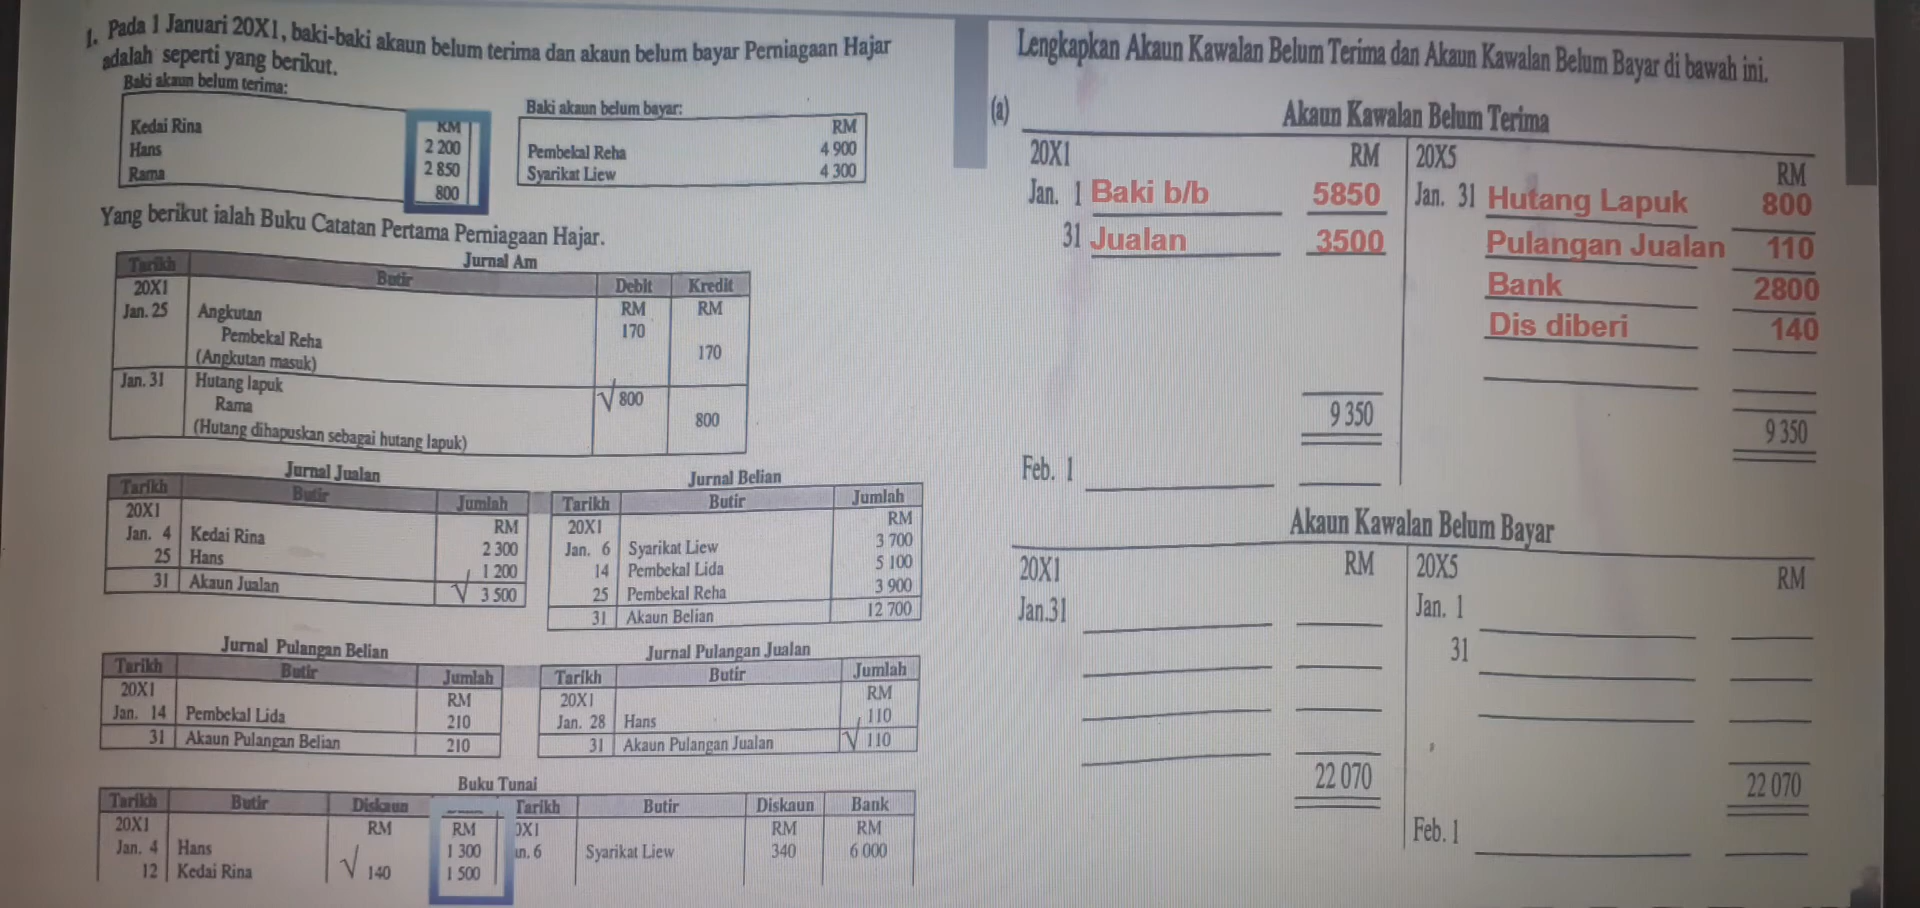 1. Pada 1 Januari 20X1, baki-baki akaun belum terima dan akaun belum bayar Perniagaan Hajar
adalah seperti yang berikut.
Baki akaun belum terima:
RM
Kedai Rina 2 200
Hans 2 850
Rama 800
Baki akaun belum bayar:
RM
Pembekal Reha 4 900
Syarikat Liew 4 300
Yang berikut ialah Buku Catatan Pertama Perniagaan Hajar.
Jurnal Am
Tarikh Butir Debit Kredit
20X1 RM RM
Jan. 25 Angkutan 170
Pembekal Reha 170
(Angkutan masuk)
Jan. 31 Hutang lapuk √ 800
Rama 800
(Hutang dihapuskan sebagai hutang lapuk)
Jurnal Jualan
Tarikh Butir Jumlah
20X1 RM
Jan. 4 Kedai Rina 2 300
25 Hans 1 200
31 Akaun Jualan √ 3 500
Jurnal Belian
Tarikh Butir Jumlah
20X1 RM
Jan. 6 Syarikat Liew 3 700
14 Pembekal Lida 5 100
25 Pembekal Reha 3 900
31 Akaun Belian 12 700
Jurnal Pulangan Belian
Tarikh Butir Jumlah
20X1 RM
Jan. 14 Pembekal Lida 210
31 Akaun Pulangan Belian 210
Jurnal Pulangan Jualan
Tarikh Butir Jumlah
20X1 RM
Jan. 28 Hans 110
31 Akaun Pulangan Jualan √ 110
Buku Tunai
Tarikh Butir Diskaun Tarikh Butir Diskaun Bank
20X1 RM RM 0X1 RM RM
Jan. 4 Hans 1 300 an. 6 Syarikat Liew 340 6 000
12 Kedai Rina √ 140 1 500
Lengkapkan Akaun Kawalan Belum Terima dan Akaun Kawalan Belum Bayar di bawah ini.
(a) Akaun Kawalan Belum Terima
20X1 RM 20X5 RM
Jan. 1 Baki b/b 5850 Jan. 31 Hutang Lapuk 800
31 Jualan 3500 Pulangan Jualan 110
Bank 2800
Dis diberi 140
9 350 9 350
Feb. 1
Akaun Kawalan Belum Bayar
20X1 RM 20X5 RM
Jan.31 Jan. 1
31
22 070 22 070
Feb. 1